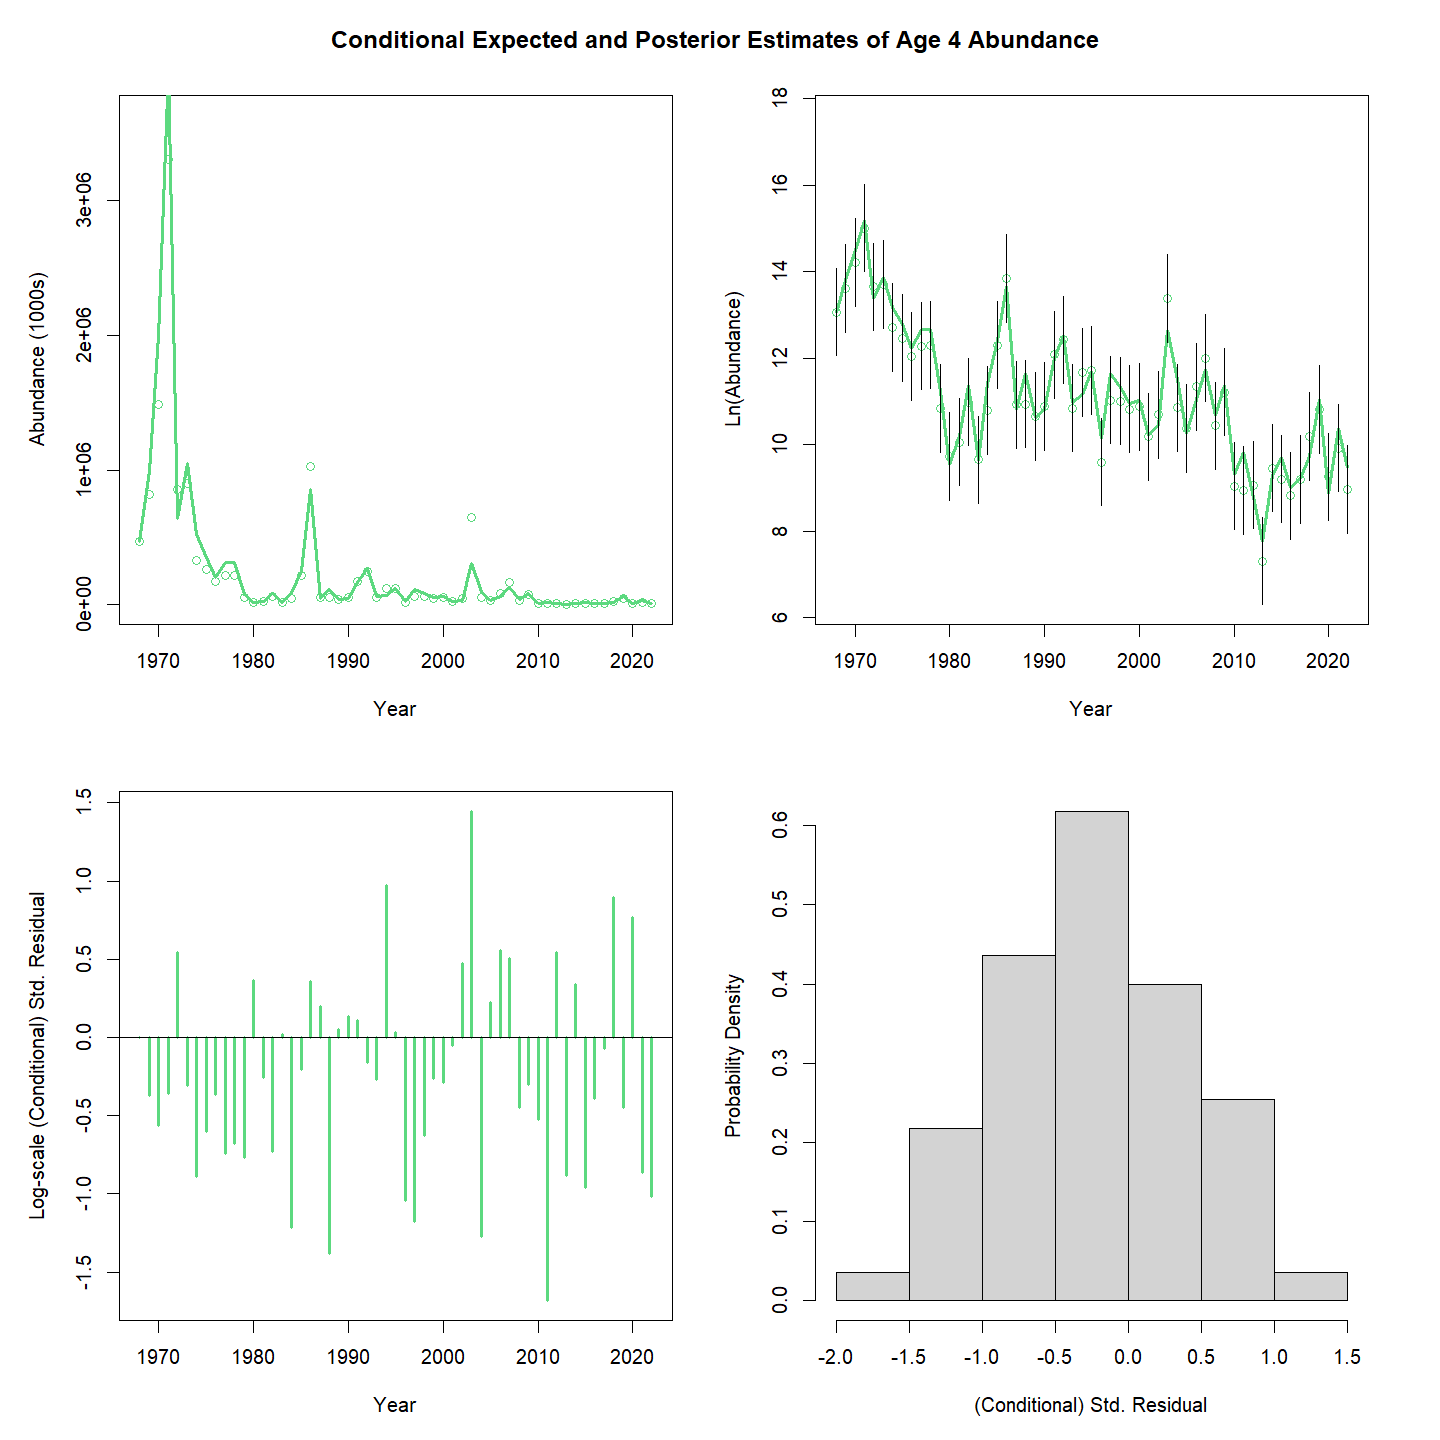 Conditional Expected and Posterior Estimates of Age 4 Abundance
Abundance (1000s)
3e+06
2e+06
1e+06
0e+00
1970 1980 1990 2000 2010 2020
Year
Ln(Abundance)
18
16
14
12
10
8
6
1970 1980 1990 2000 2010 2020
Year
Log-scale (Conditional) Std. Residual
1.5
1.0
0.5
0.0
-0.5
-1.0
-1.5
1970 1980 1990 2000 2010 2020
Year
Probability Density
0.6
0.5
0.4
0.3
0.2
0.1
0.0
-2.0 -1.5 -1.0 -0.5 0.0 0.5 1.0 1.5
(Conditional) Std. Residual